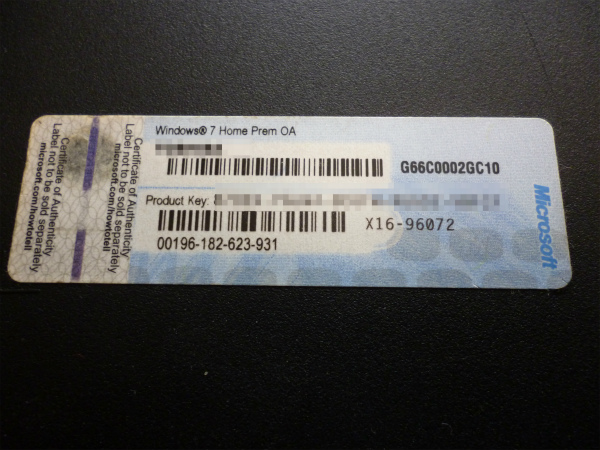 Windows® 7 Home Prem OA
G66C0002GC10
Product Key:
X16-96072
00196-182-623-931
Microsoft
Certificate of Authenticity
Label not to be sold separately
microsoft.com/howtotell
Certificate of Authenticity
Label not to be sold separately
microsoft.com/howtotell